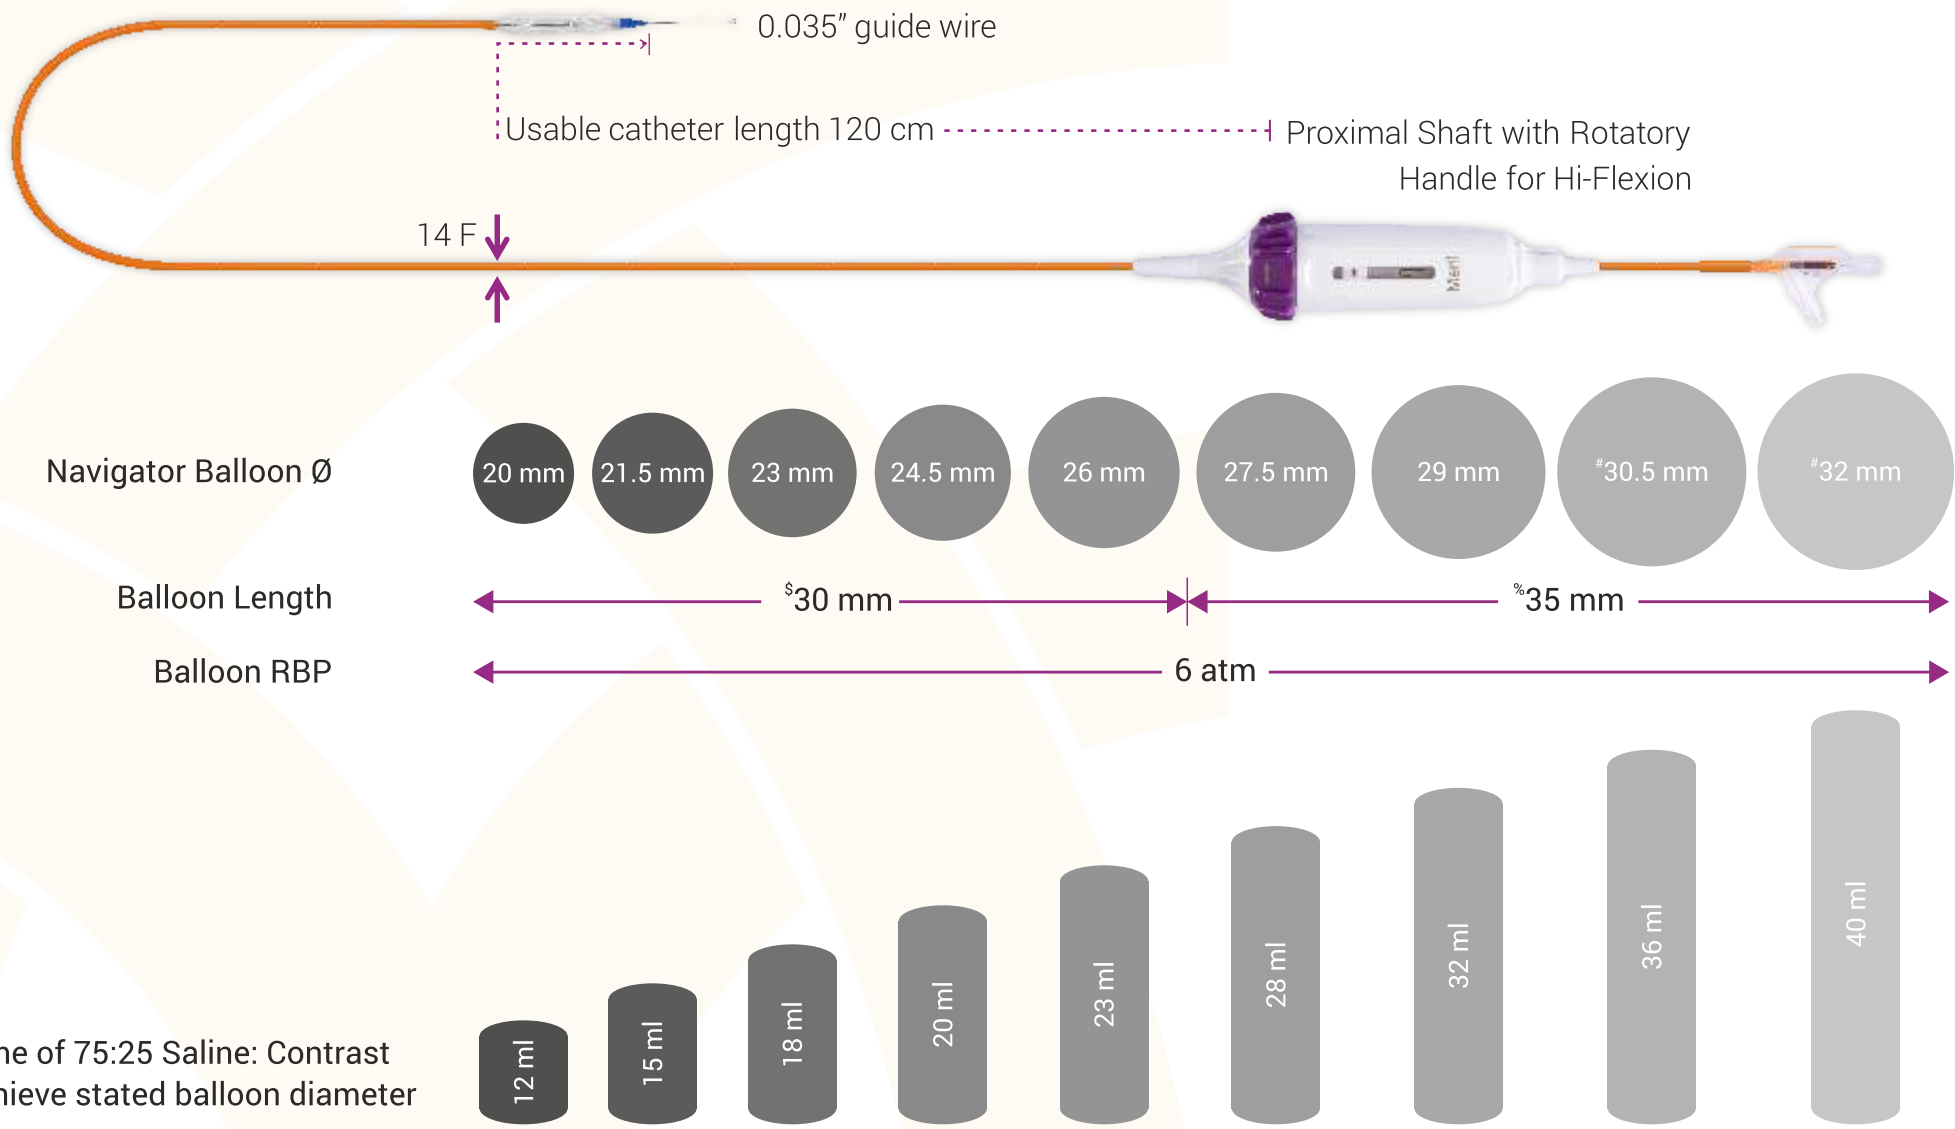 0.035” guide wire
Usable catheter length 120 cm
Proximal Shaft with Rotatory
Handle for Hi-Flexion
14 F
Meril
Navigator Balloon Ø
20 mm
21.5 mm
23 mm
24.5 mm
26 mm
27.5 mm
29 mm
#30.5 mm
#32 mm
Balloon Length
$30 mm
%35 mm
Balloon RBP
6 atm
of 75:25 Saline: Contrast
stated balloon diameter
12 ml
15 ml
18 ml
20 ml
23 ml
28 ml
32 ml
36 ml
40 ml